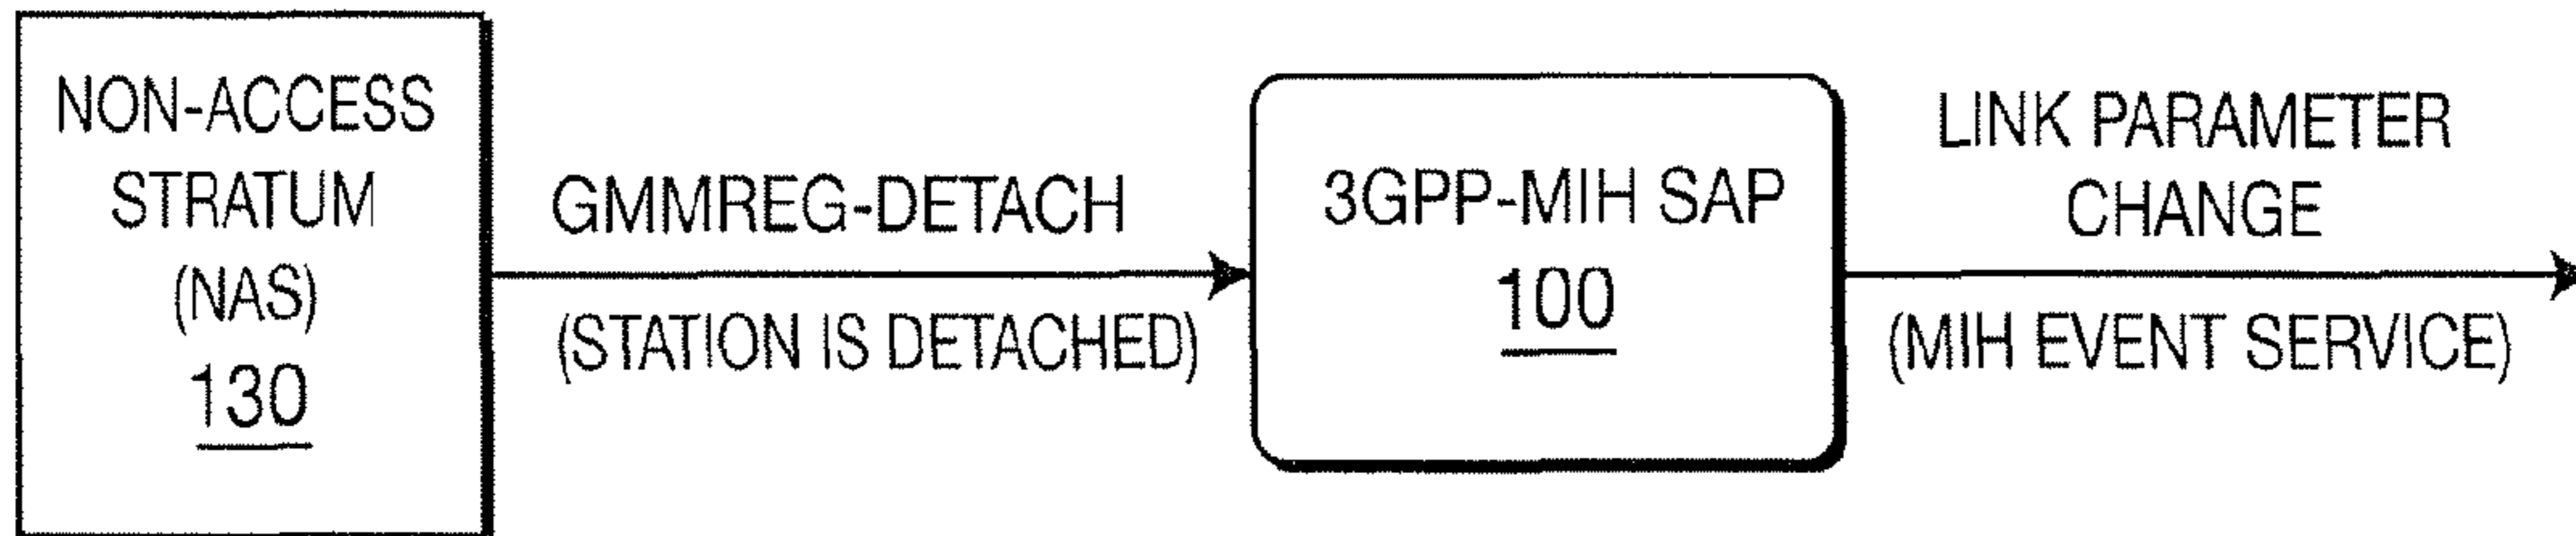 NON-ACCESS
STRATUM
(NAS)
130
GMMREG-DETACH
(STATION IS DETACHED)
3GPP-MIH SAP
100
LINK PARAMETER
CHANGE
(MIH EVENT SERVICE)